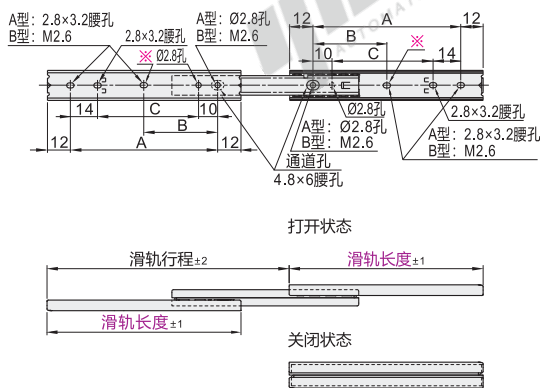 A型：2.8×3.2腰孔
B型：M2.6
2.8×3.2腰孔
※ Ø2.8孔
A型：Ø2.8孔
B型：M2.6
12
A
12
B
※
10
C
14
14
C
10
B
12
A
12
Ø2.8孔
A型：Ø2.8孔
B型：M2.6
通道孔
4.8×6腰孔
2.8×3.2腰孔
A型：2.8×3.2腰孔
B型：M2.6
打开状态
滑轨行程±2
滑轨长度±1
滑轨长度±1
关闭状态